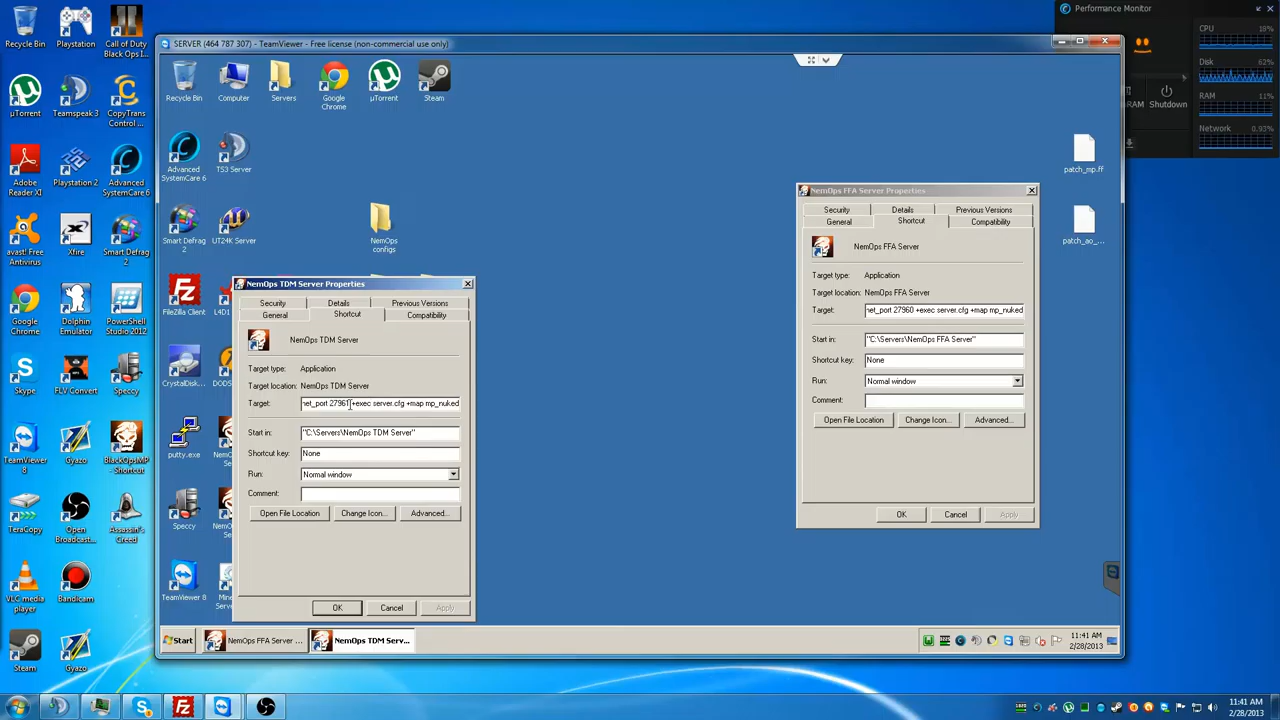 Recycle Bin
Playstation
Call of Duty
Black Ops I...
µTorrent
Teamspeak 3
CopyTrans
Control ...
Adobe
Reader XI
Playstation 2
Advanced
SystemCare 6
avast! Free
Antivirus
Xfire
Smart Defrag
2
Google
Chrome
Dolphin
Emulator
PowerShell
Studio 2012
Skype
FLV Convert
Speccy
TeamViewer
8
Gyazo
BlackOpsMP
- Shortcut
TeraCopy
Open
Broadcast...
Assassin's
Creed
VLC media
player
Bandicam
Steam
Gyazo
SERVER (464 787 307) - TeamViewer - Free license (non-commercial use only)
Recycle Bin
Computer
Servers
Google
Chrome
µTorrent
Steam
Advanced
SystemCare 6
TS3 Server
Smart Defrag
2
UT24K Server
NemOps
configs
FileZilla Client
L4D1
CrystalDisk...
DODS
putty.exe
Speccy
TeamViewer 8
patch_mp.ff
patch_ao_...
NemOps TDM Server Properties
Security
Details
Previous Versions
General
Shortcut
Compatibility
NemOps TDM Server
Target type: Application
Target location: NemOps TDM Server
Target: net_port 27961 +exec server.cfg +map mp_nuked
Start in: "C:\Servers\NemOps TDM Server"
Shortcut key: None
Run: Normal window
Comment:
Open File Location
Change Icon...
Advanced...
OK
Cancel
Apply
NemOps FFA Server Properties
Security
Details
Previous Versions
General
Shortcut
Compatibility
NemOps FFA Server
Target type: Application
Target location: NemOps FFA Server
Target: net_port 27960 +exec server.cfg +map mp_nuked
Start in: "C:\Servers\NemOps FFA Server"
Shortcut key: None
Run: Normal window
Comment:
Open File Location
Change Icon...
Advanced...
OK
Cancel
Apply
Start
NemOps FFA Server ...
NemOps TDM Serv...
11:41 AM
2/28/2013
Performance Monitor
CPU 18%
Disk 62%
RAM 11%
Network 0.93%
RAM
Shutdown
11:41 AM
2/28/2013